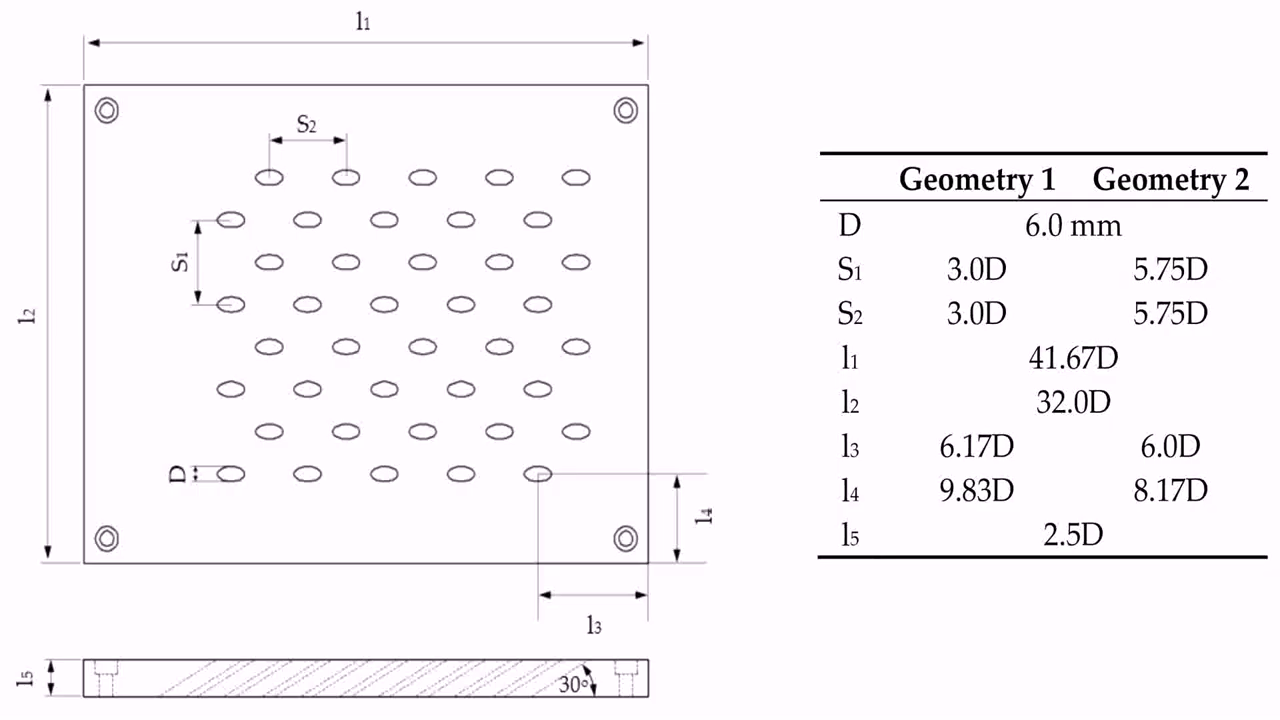 l1
S2
S1
l2
D
l4
l3
l5
30°
Geometry 1 Geometry 2
D 6.0 mm
S1 3.0D 5.75D
S2 3.0D 5.75D
l1 41.67D
l2 32.0D
l3 6.17D 6.0D
l4 9.83D 8.17D
l5 2.5D